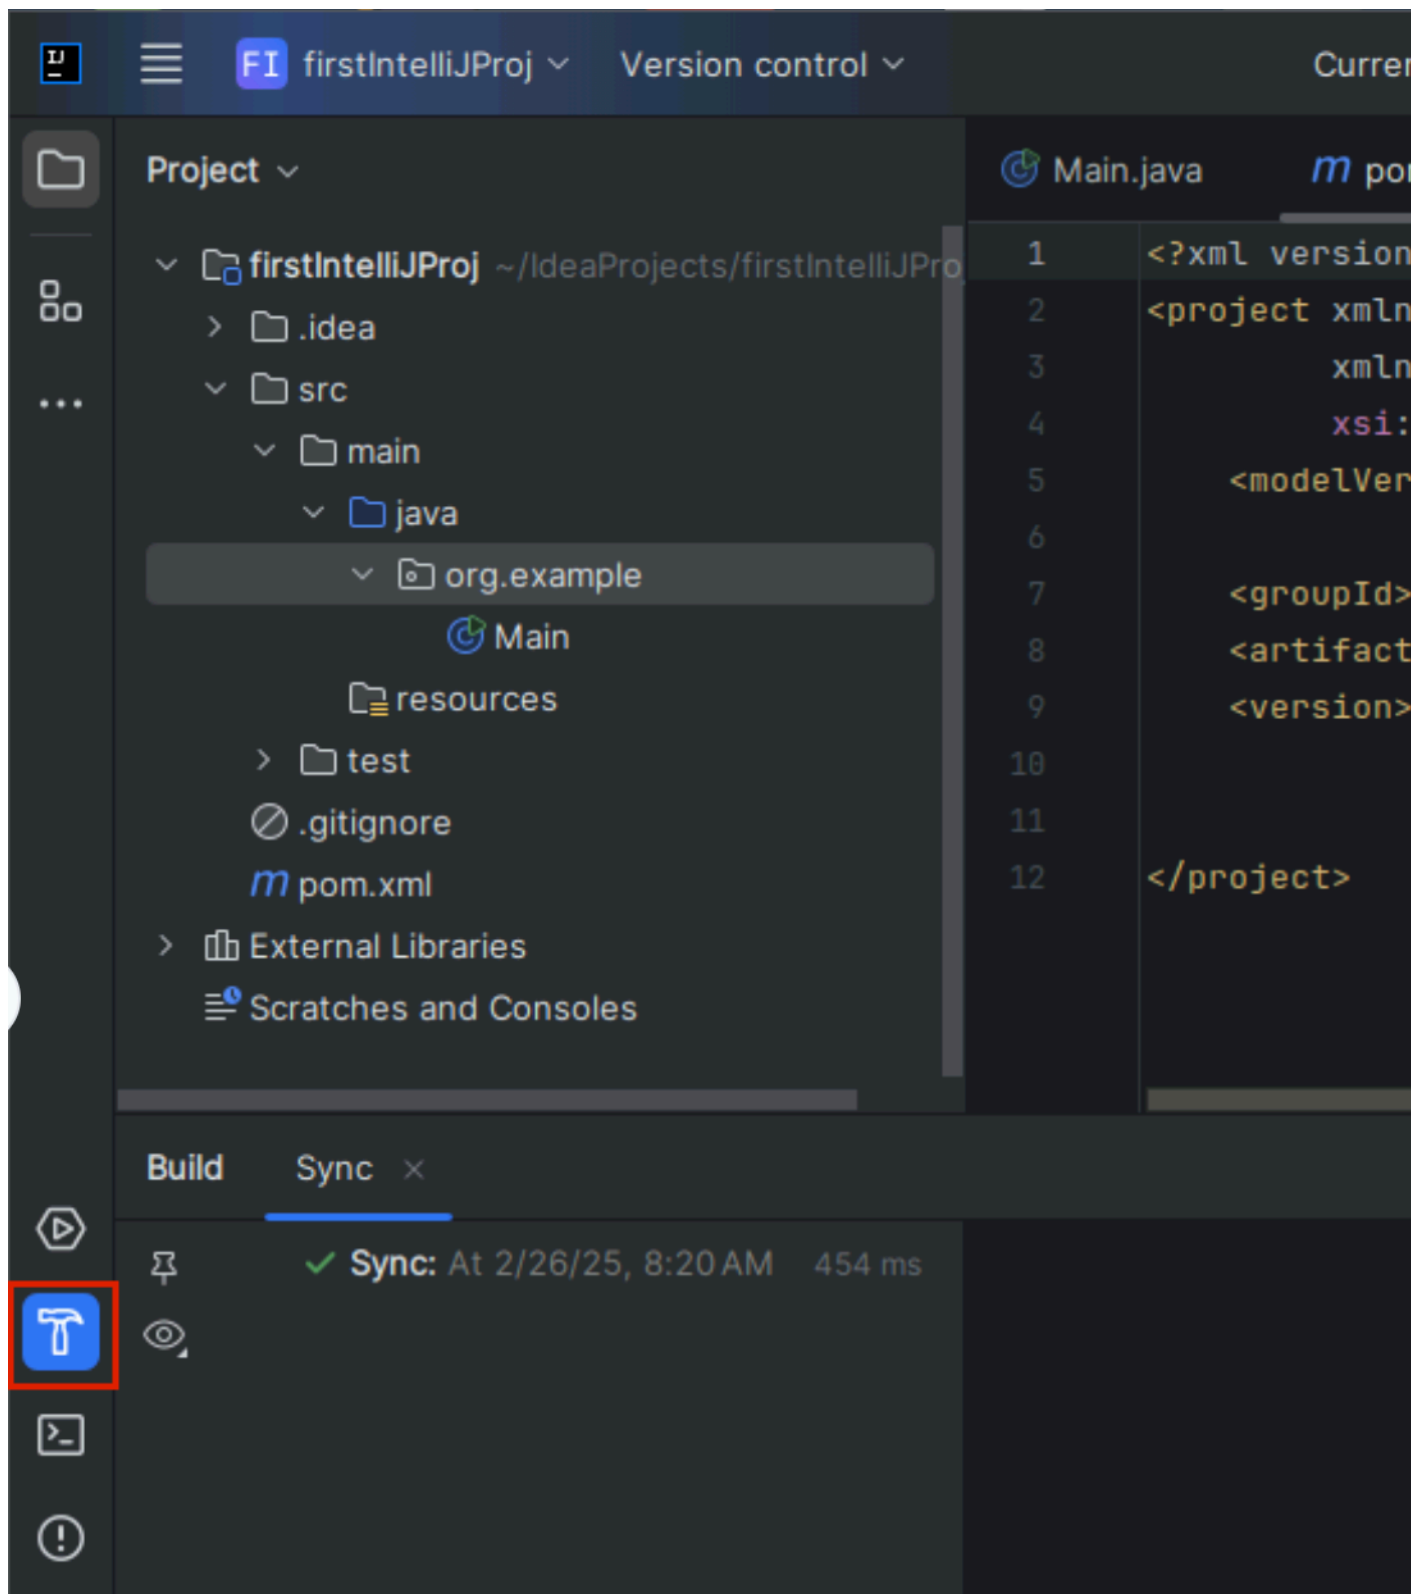 IJ
FI firstIntelliJProj Version control
Project
firstIntelliJProj ~/IdeaProjects/firstIntelliJPro
.idea
src
main
java
org.example
Main
resources
test
.gitignore
m pom.xml
External Libraries
Scratches and Consoles
Main.java m
1 <?xml version
2 <project xmln
3 xmln
4 xsi:
5 <modelVer
6
7 <groupId>
8 <artifact
9 <version>
10
11
12 </project>
Build Sync ×
Sync: At 2/26/25, 8:20 AM 454 ms